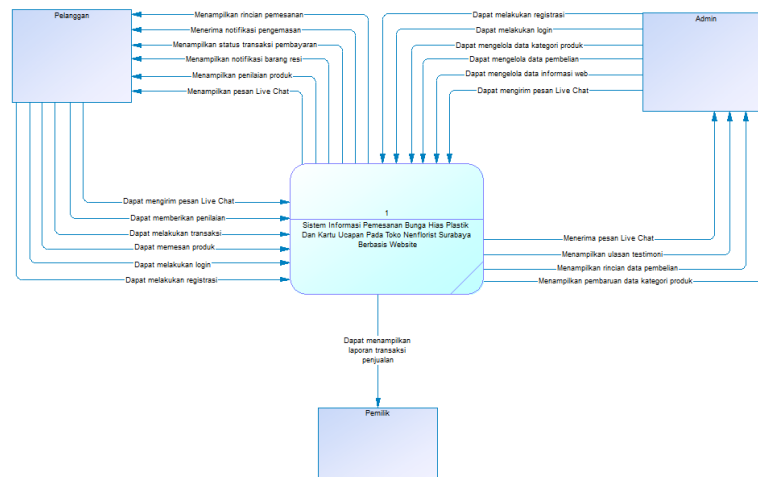 Pelanggan
Menampilkan rincian pemesanan
Menerima notifikasi pengemasan
Menampilkan status transaksi pembayaran
Menampilkan notifikasi barang resi
Menampilkan penilaian produk
Menampilkan pesan Live Chat
Dapat melakukan registrasi
Dapat melakukan login
Dapat mengelola data kategori produk
Dapat mengelola data pembelian
Dapat mengelola data informasi web
Dapat mengirim pesan Live Chat
Admin
Dapat mengirim pesan Live Chat
Dapat memberikan penilaian
Dapat melakukan transaksi
Dapat memesan produk
Dapat melakukan login
Dapat melakukan registrasi
1
Sistem Informasi Pemesanan Bunga Hias Plastik
Dan Kartu Ucapan Pada Toko Nenflorist Surabaya
Berbasis Website
Menerima pesan Live Chat
Menampilkan ulasan testimoni
Menampilkan rincian data pembelian
Menampilkan pembaruan data kategori produk
Dapat menampilkan
laporan transaksi
penjualan
Pemilik